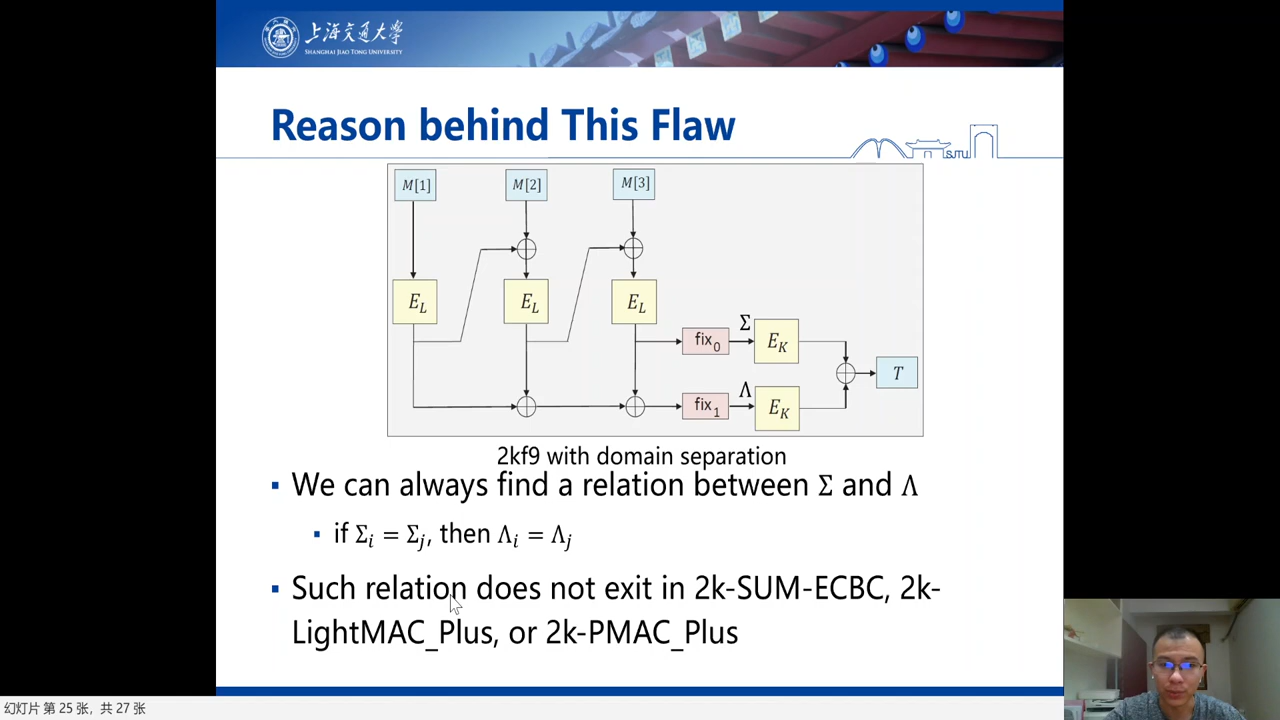 上海交通大学
SHANGHAI JIAO TONG UNIVERSITY
Reason behind This Flaw
M[1] M[2] M[3]
E_L E_L E_L
fix_0 Σ E_K
T
fix_1 Λ E_K
2kf9 with domain separation
▪ We can always find a relation between Σ and Λ
▪ if Σ_i = Σ_j, then Λ_i = Λ_j
▪ Such relation does not exit in 2k-SUM-ECBC, 2k-
LightMAC_Plus, or 2k-PMAC_Plus
幻灯片 第 25 张，共 27 张